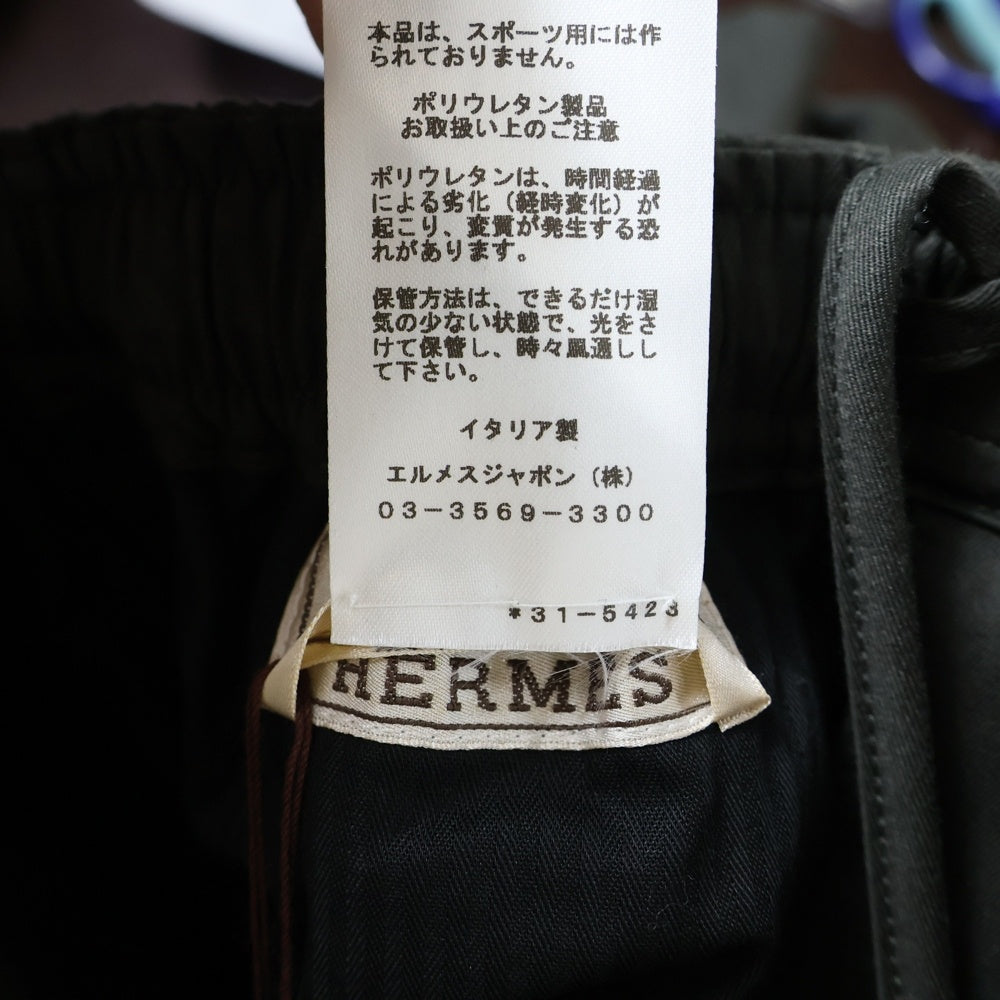 本品は、スポーツ用には作
られておりません。
ポリウレタン製品
お取扱い上のご注意
ポリウレタンは、時間経過
による劣化（経時変化）が
起こり、変質が発生する恐
れがあります。
保管方法は、できるだけ湿
気の少ない状態で、光をさ
けて保管し、時々風通しし
て下さい。
イタリア製
エルメスジャポン（株）
03-3569-3300
*31-5423
HERMES